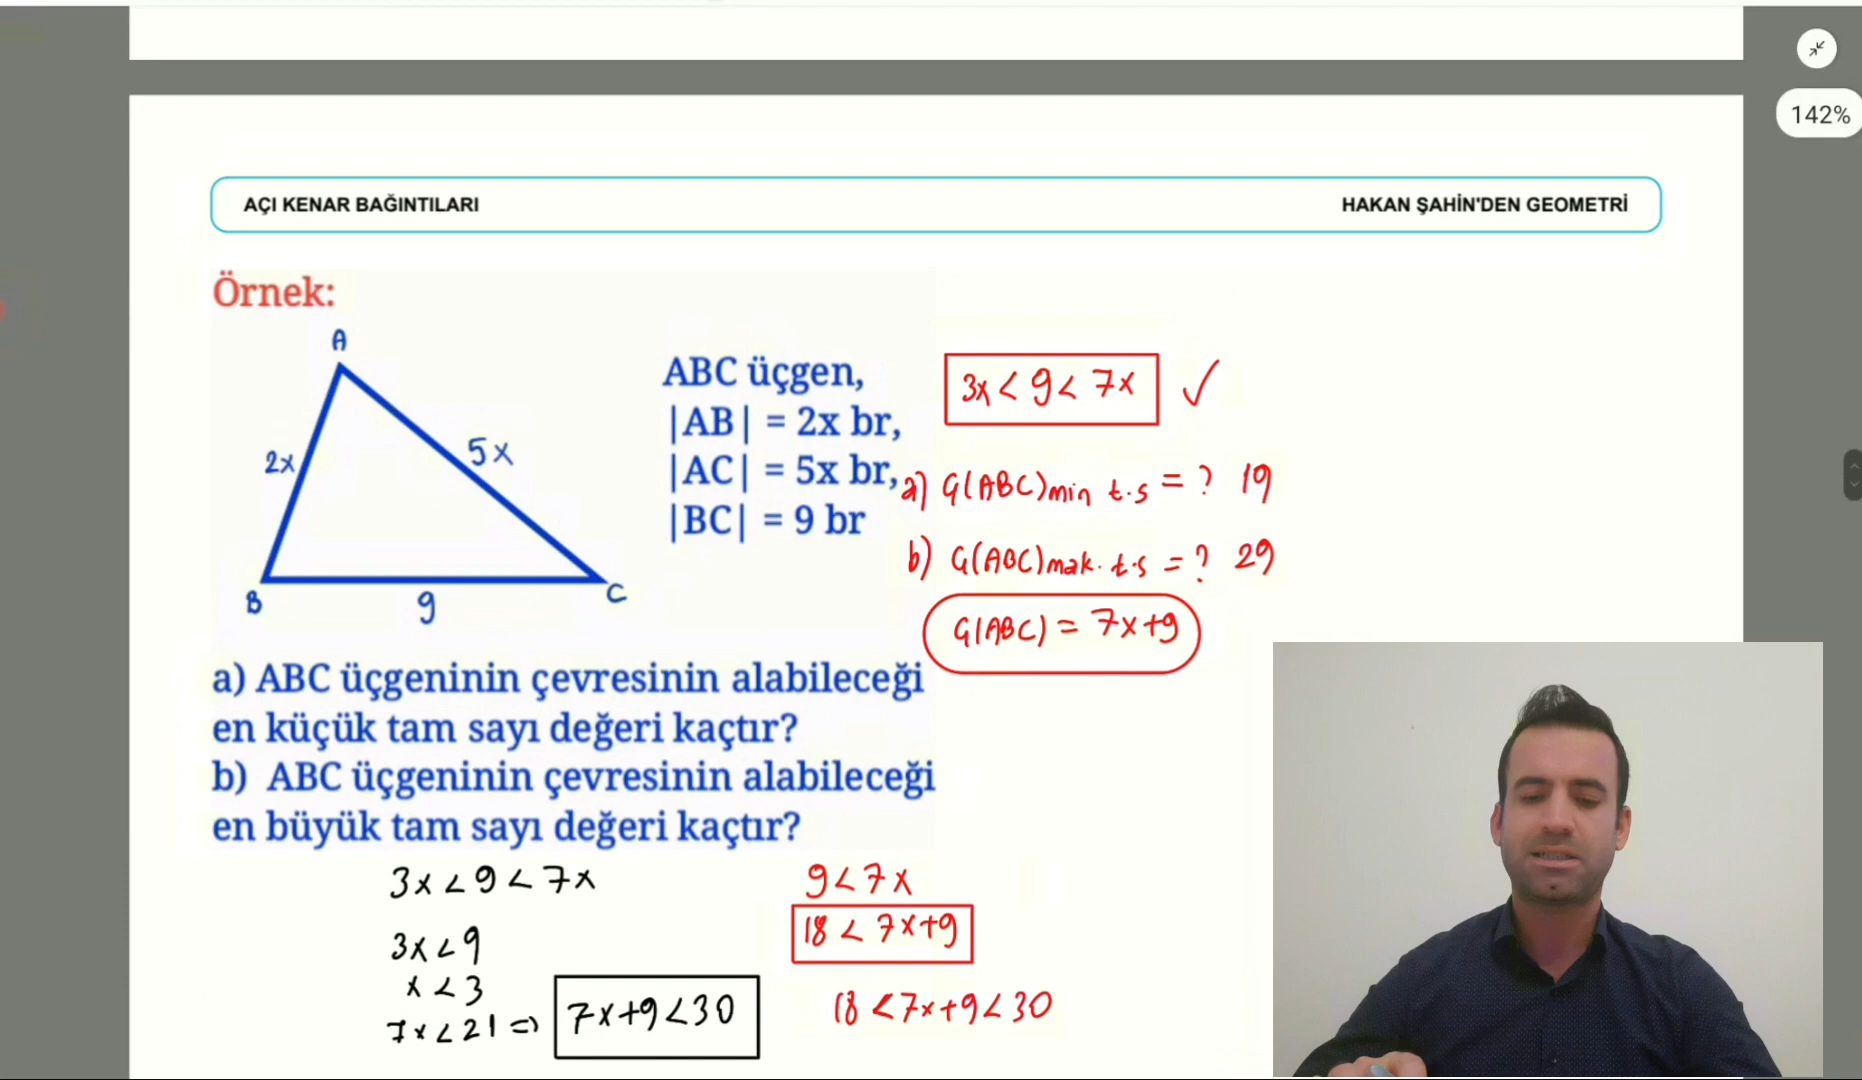 142%
AÇI KENAR BAĞINTILARI
HAKAN ŞAHİN'DEN GEOMETRİ
Örnek:
A
2x
5x
B
9
C
ABC üçgen,
|AB| = 2x br,
|AC| = 5x br,
|BC| = 9 br
3x < 9 < 7x ✓
a) Ç(ABC)min t.s = ? 19
b) Ç(ABC)mak. t.s = ? 29
Ç(ABC) = 7x+9
a) ABC üçgeninin çevresinin alabileceği
en küçük tam sayı değeri kaçtır?
b) ABC üçgeninin çevresinin alabileceği
en büyük tam sayı değeri kaçtır?
3x < 9 < 7x
3x < 9
x < 3
7x < 21 => 7x+9 < 30
9 < 7x
18 < 7x+9
18 < 7x+9 < 30